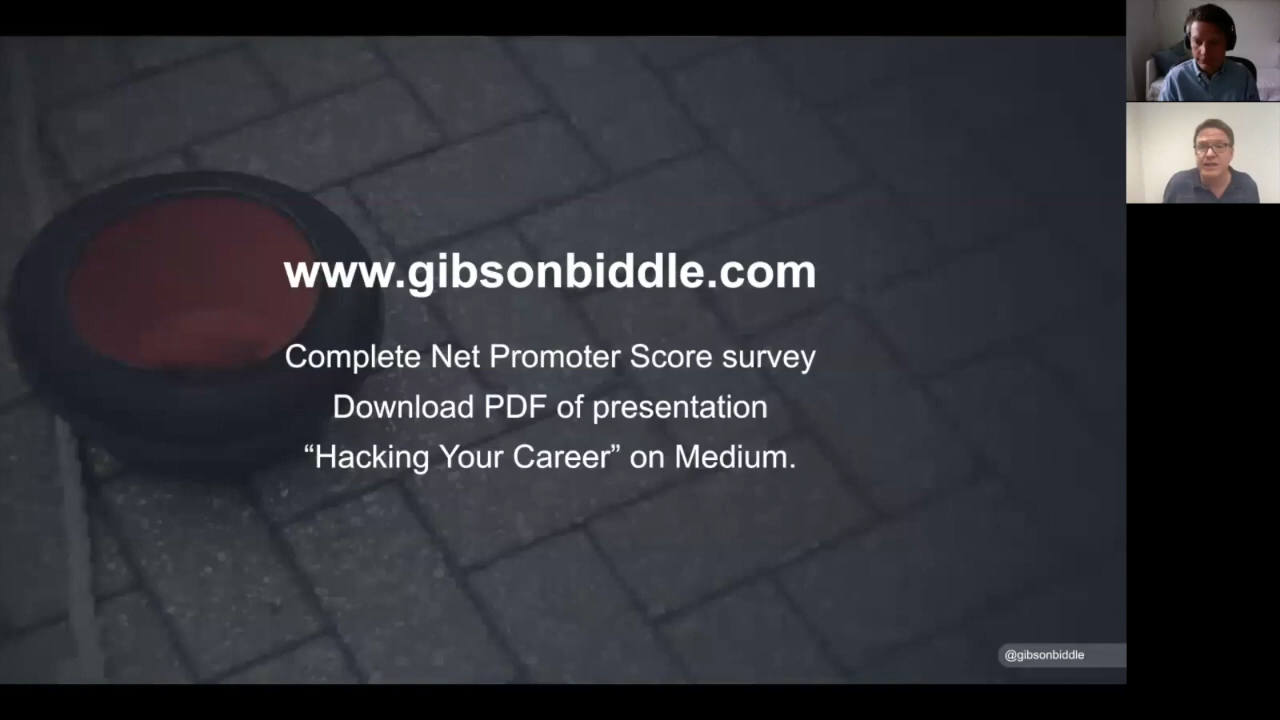 www.gibsonbiddle.com
Complete Net Promoter Score survey
Download PDF of presentation
“Hacking Your Career” on Medium.
@gibsonbiddle